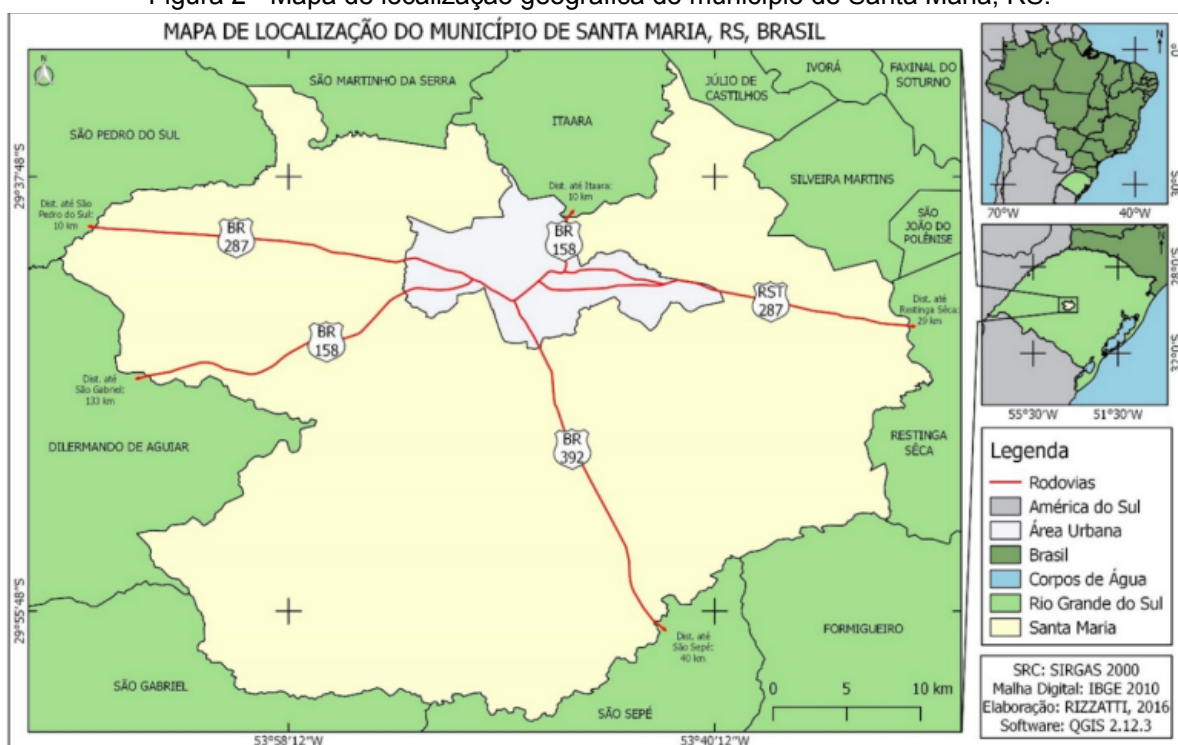 Figura 2 - Mapa de localização geográfica do município de Santa Maria, RS.
MAPA DE LOCALIZAÇÃO DO MUNICÍPIO DE SANTA MARIA, RS, BRASIL
N
SÃO PEDRO DO SUL
SÃO MARTINHO DA SERRA
ITAARA
JÚLIO DE
CASTILHOS
IVORÁ
FAXINAL DO
SOTURNO
SILVEIRA MARTINS
SÃO
JOÃO DO
POLÊNISE
29°37'48"S
29°55'48"S
Dist. até São
Pedro do Sul:
10 km
BR
287
Dist. até Itaara:
10 km
BR
158
RST
287
Dist. até
Restinga Sêca:
29 km
BR
158
Dist. até
São Gabriel:
133 km
BR
392
DILERMANDO DE AGUIAR
RESTINGA
SÊCA
Dist. até
São Sepé:
40 km
FORMIGUEIRO
SÃO GABRIEL
SÃO SEPÉ
0 5 10 km
53°58'12"W
53°40'12"W
N
0°
30°S
70°W
40°W
N
28°0'S
32°0'S
55°30'W
51°30'W
Legenda
Rodovias
América do Sul
Área Urbana
Brasil
Corpos de Água
Rio Grande do Sul
Santa Maria
SRC: SIRGAS 2000
Malha Digital: IBGE 2010
Elaboração: RIZZATTI, 2016
Software: QGIS 2.12.3